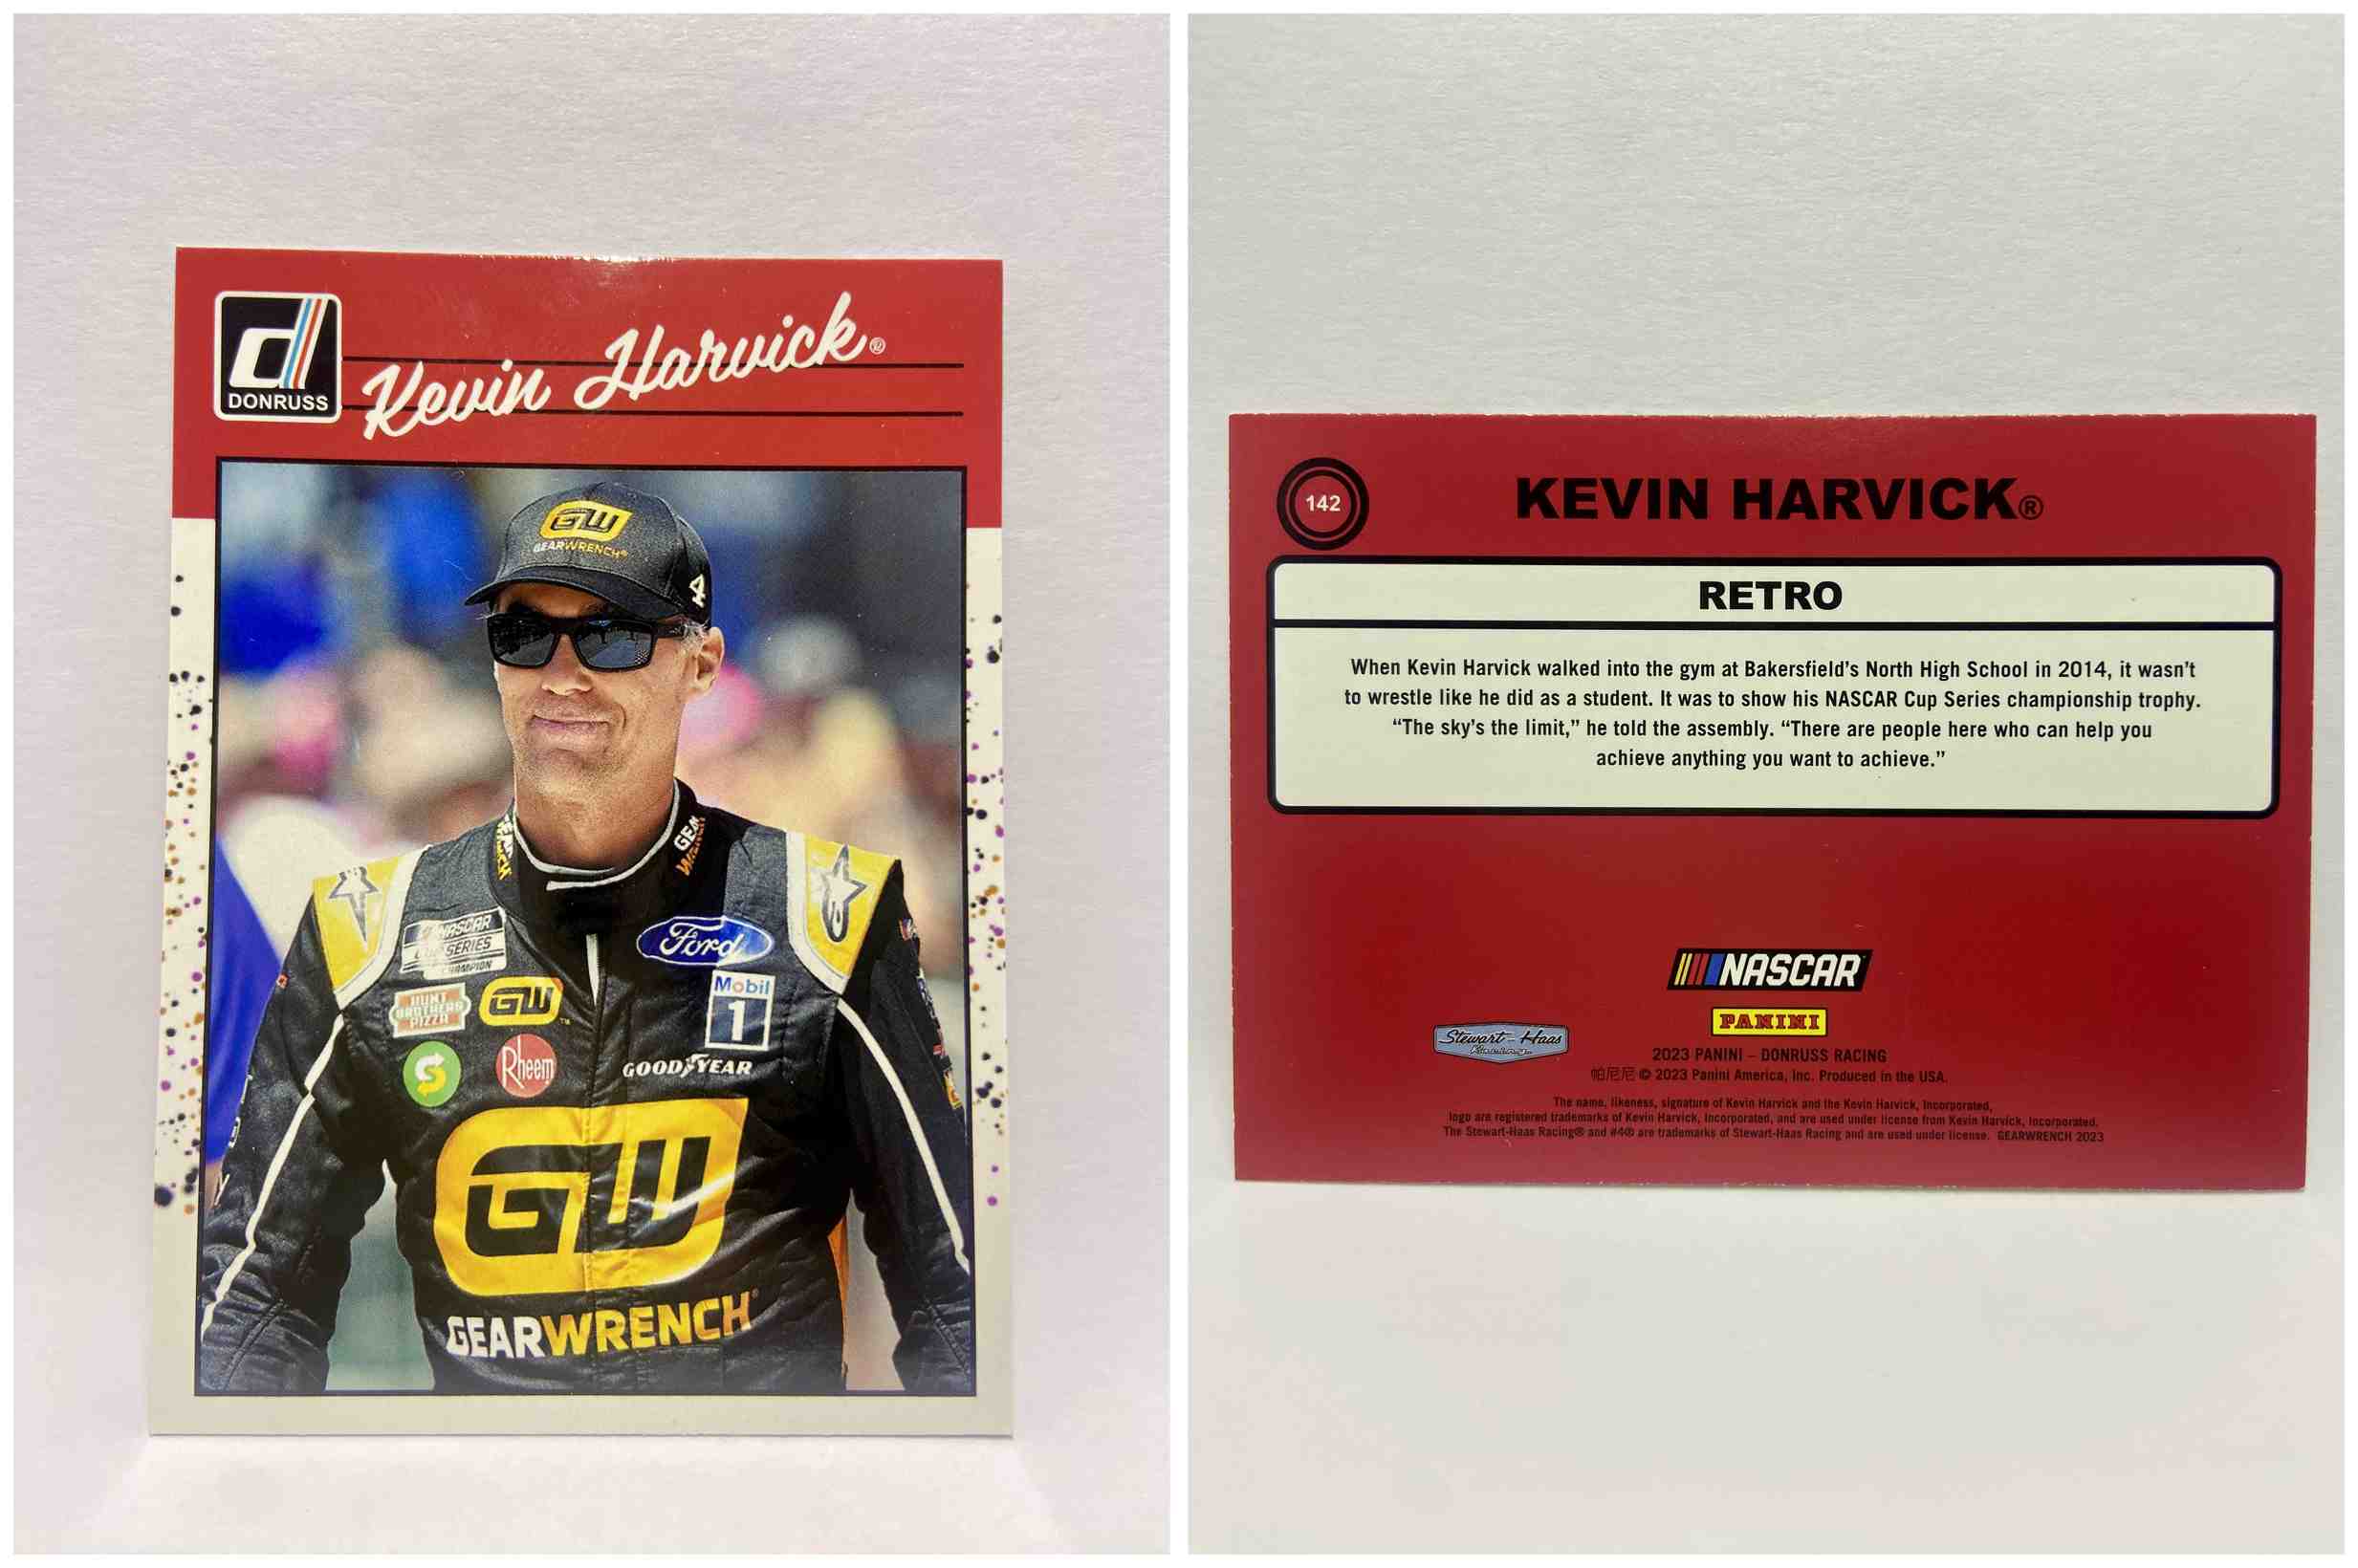 DONRUSS
Kevin Harvick®
GW
GEARWRENCH®
4
GEAR
WRENCH
NASCAR
CUP SERIES
CHAMPION
Ford
Mobil
1
HUNT
BROTHERS
PIZZA
GW™
S
Rheem
GOODYEAR
GW
GEARWRENCH®
142
KEVIN HARVICK®
RETRO
When Kevin Harvick walked into the gym at Bakersfield's North High School in 2014, it wasn't
to wrestle like he did as a student. It was to show his NASCAR Cup Series championship trophy.
“The sky's the limit,” he told the assembly. “There are people here who can help you
achieve anything you want to achieve.”
NASCAR
PANINI
Stewart-Haas
Racing
2023 PANINI – DONRUSS RACING
帕尼尼 © 2023 Panini America, Inc. Produced in the USA.
The name, likeness, signature of Kevin Harvick and the Kevin Harvick, Incorporated,
logo are registered trademarks of Kevin Harvick, Incorporated, and are used under license from Kevin Harvick, Incorporated.
The Stewart-Haas Racing® and #4® are trademarks of Stewart-Haas Racing and are used under license. GEARWRENCH 2023